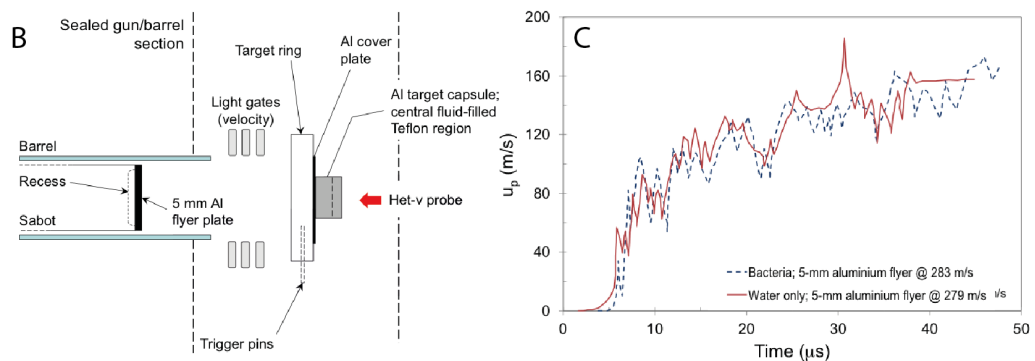 B
Sealed gun/barrel
section
Target ring
Al cover
plate
Al target capsule;
central fluid-filled
Teflon region
Light gates
(velocity)
Barrel
Recess
5 mm Al
flyer plate
Sabot
Het-v probe
Trigger pins
C
200
160
120
80
40
0
u_p (m/s)
Bacteria; 5-mm aluminium flyer @ 283 m/s
Water only; 5-mm aluminium flyer @ 279 m/s ı/s
0
10
20
30
40
50
Time (µs)